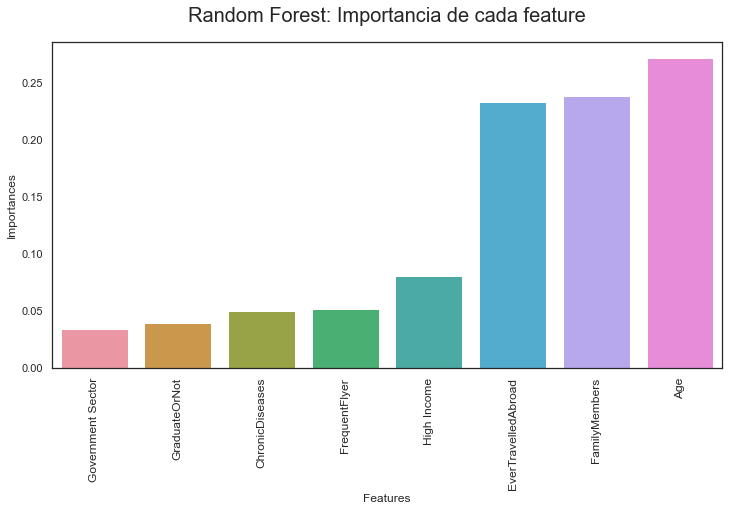 Random Forest: Importancia de cada feature
Importances
0.25
0.20
0.15
0.10
0.05
0.00
Government Sector
GraduateOrNot
ChronicDiseases
FrequentFlyer
High Income
EverTravelledAbroad
FamilyMembers
Age
Features